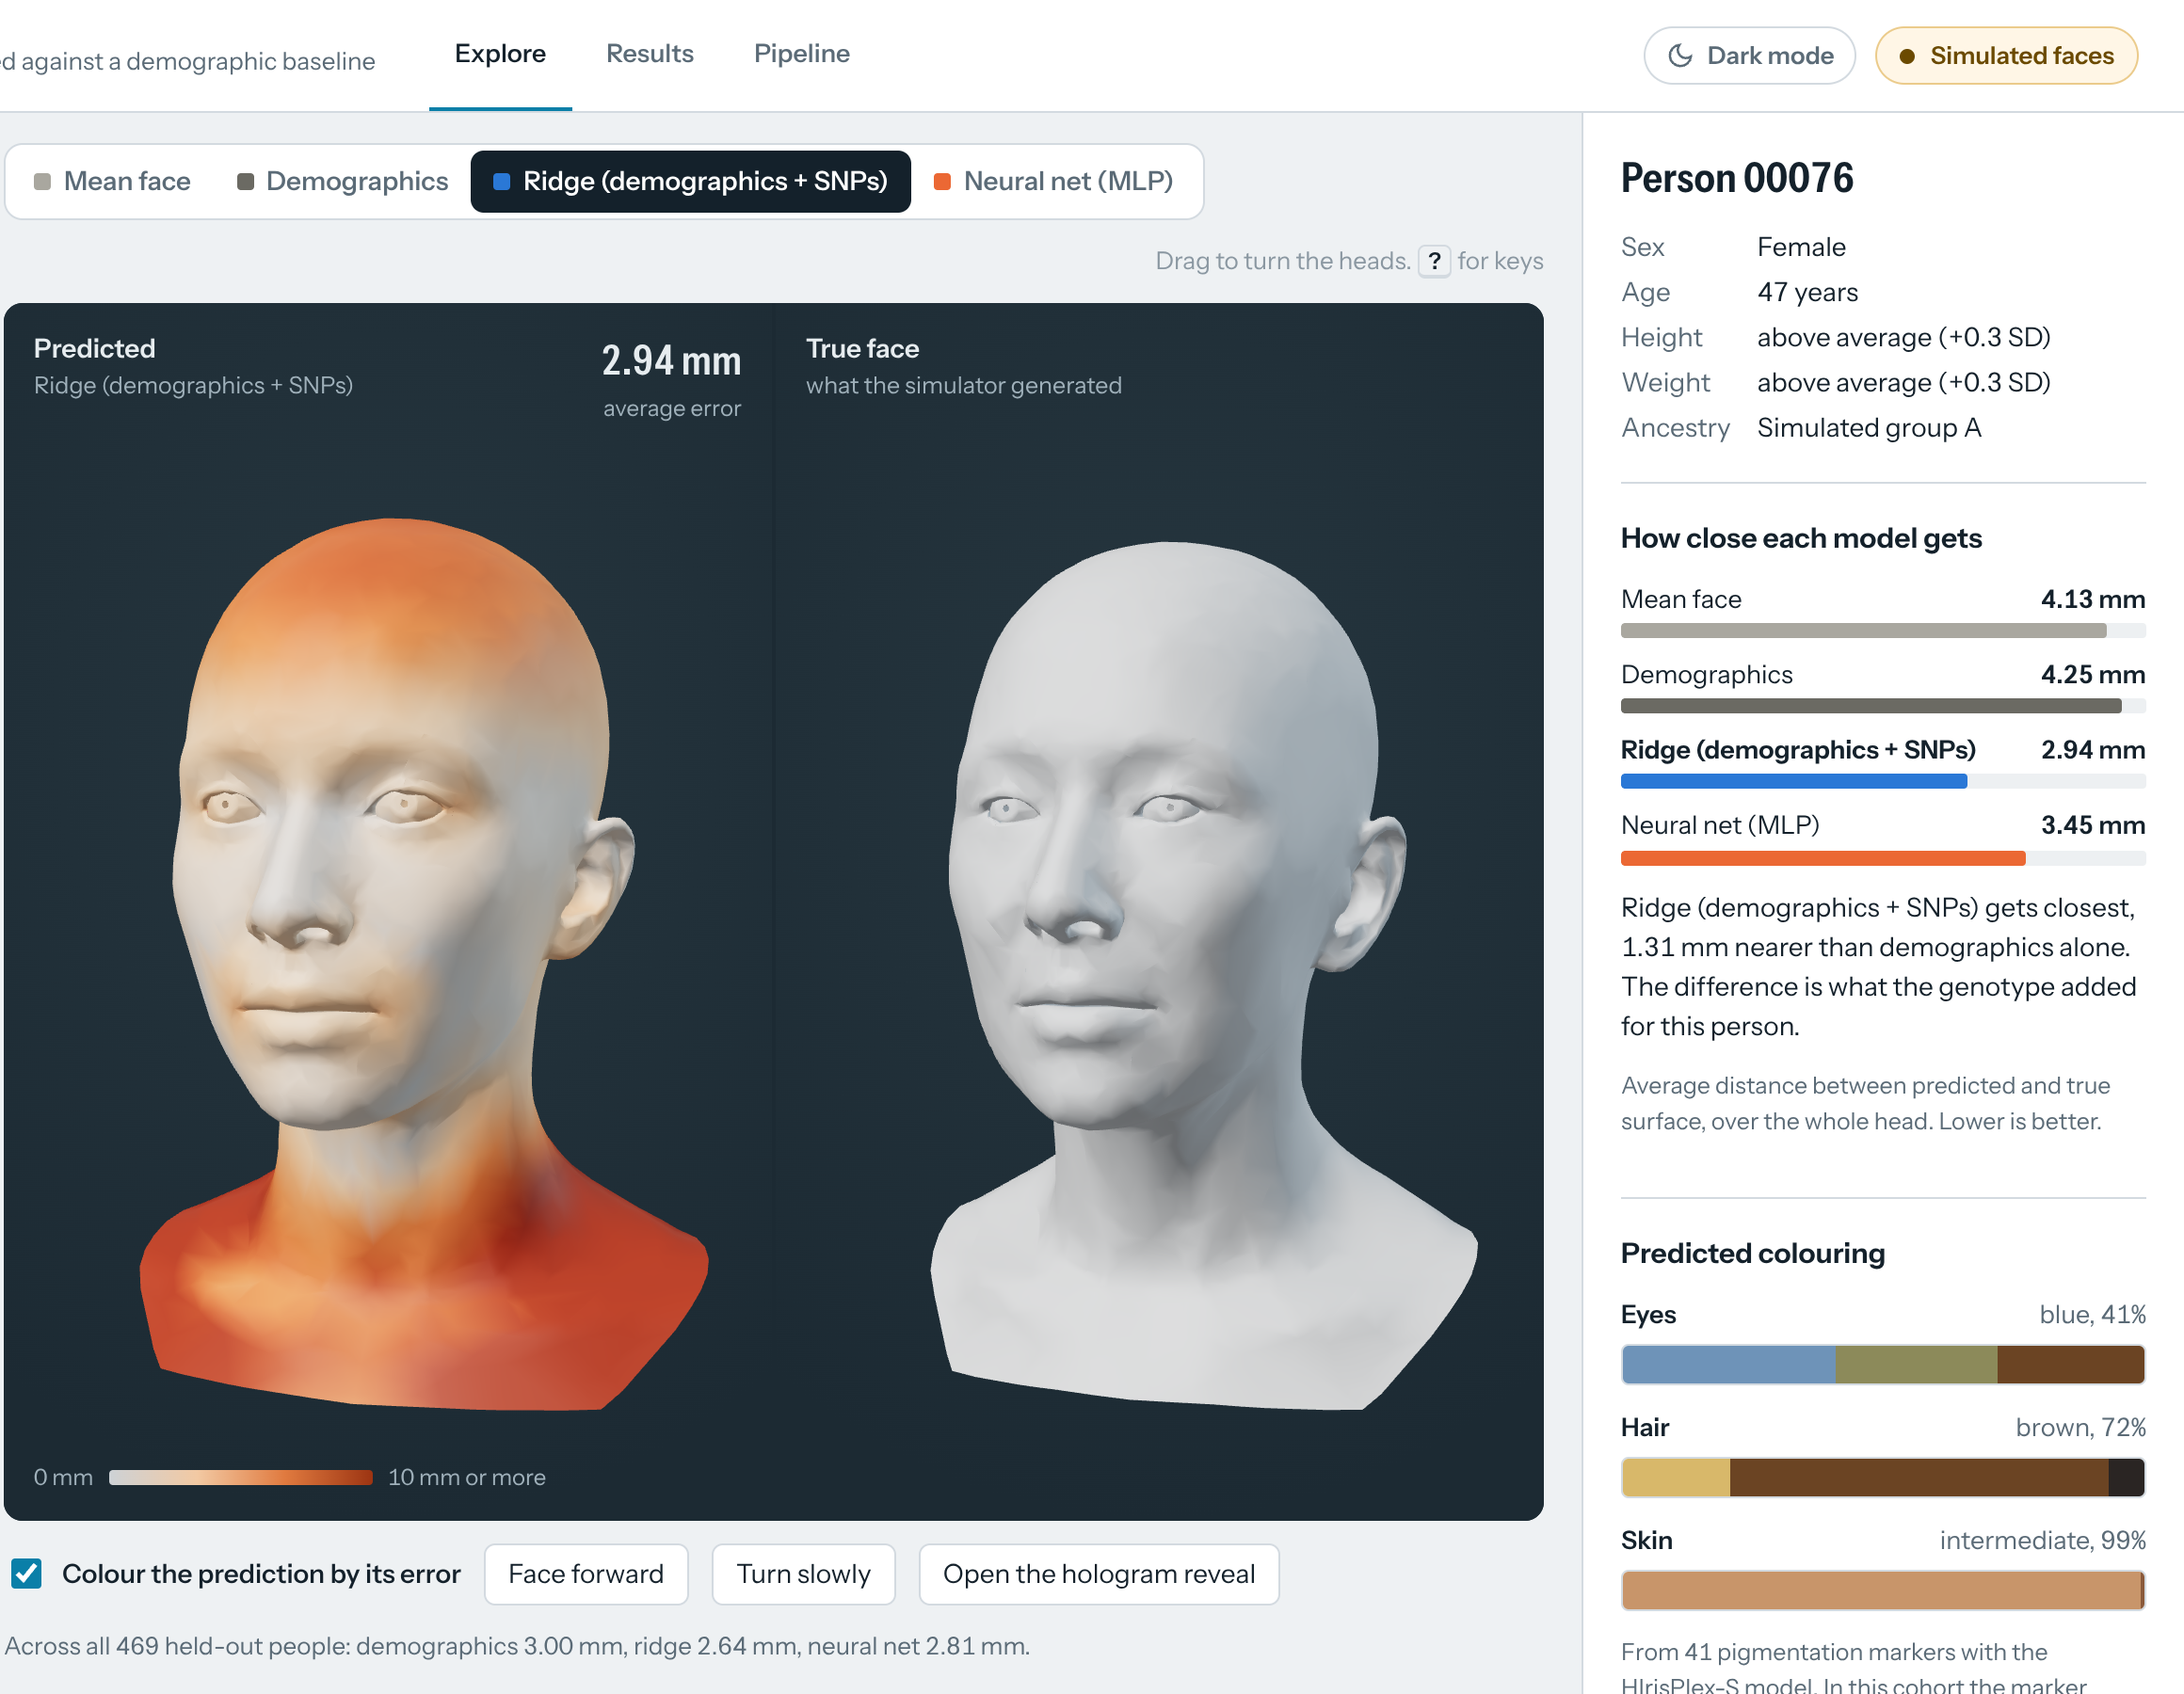 d against a demographic baseline
Explore
Results
Pipeline
Dark mode
Simulated faces
Mean face
Demographics
Ridge (demographics + SNPs)
Neural net (MLP)
Drag to turn the heads. ? for keys
Predicted
Ridge (demographics + SNPs)
2.94 mm
average error
True face
what the simulator generated
0 mm
10 mm or more
Colour the prediction by its error
Face forward
Turn slowly
Open the hologram reveal
Across all 469 held-out people: demographics 3.00 mm, ridge 2.64 mm, neural net 2.81 mm.
Person 00076
Sex Female
Age 47 years
Height above average (+0.3 SD)
Weight above average (+0.3 SD)
Ancestry Simulated group A
How close each model gets
Mean face 4.13 mm
Demographics 4.25 mm
Ridge (demographics + SNPs) 2.94 mm
Neural net (MLP) 3.45 mm
Ridge (demographics + SNPs) gets closest,
1.31 mm nearer than demographics alone.
The difference is what the genotype added
for this person.
Average distance between predicted and true
surface, over the whole head. Lower is better.
Predicted colouring
Eyes blue, 41%
Hair brown, 72%
Skin intermediate, 99%
From 41 pigmentation markers with the
HIrisPlex-S model. In this cohort the marker